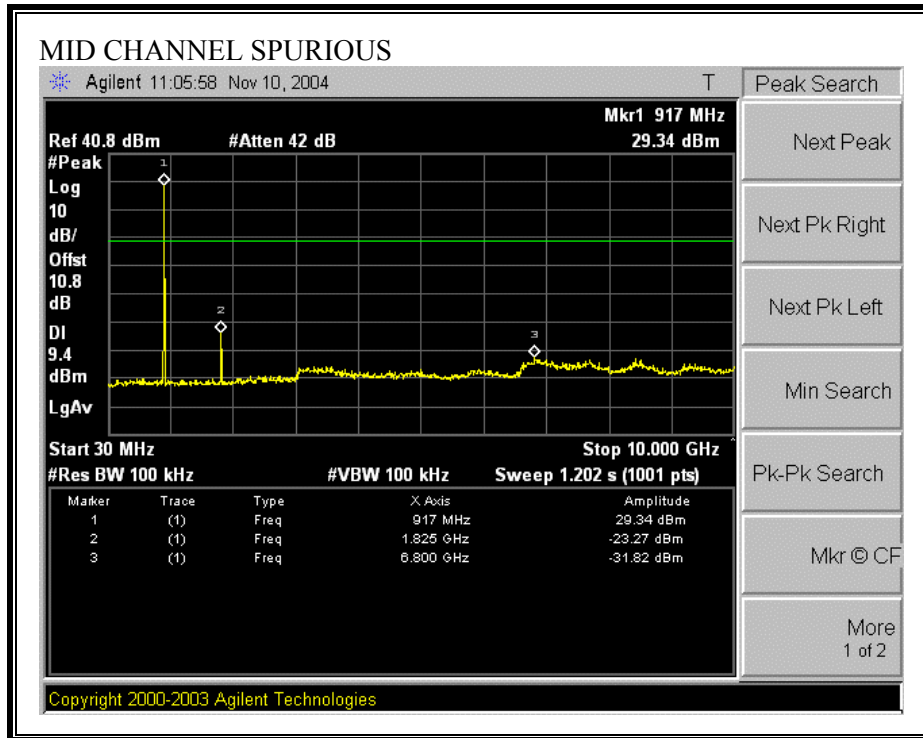 MID CHANNEL SPURIOUS
Agilent 11:05:58 Nov 10, 2004 T
Peak Search
Mkr1 917 MHz
Ref 40.8 dBm #Atten 42 dB 29.34 dBm
#Peak
Log
10
dB/
Offst
10.8
dB
DI
9.4
dBm
LgAv
1
2
3
Start 30 MHz Stop 10.000 GHz
#Res BW 100 kHz #VBW 100 kHz Sweep 1.202 s (1001 pts)
Marker Trace Type X Axis Amplitude
1 (1) Freq 917 MHz 29.34 dBm
2 (1) Freq 1.825 GHz -23.27 dBm
3 (1) Freq 6.800 GHz -31.82 dBm
Next Peak
Next Pk Right
Next Pk Left
Min Search
Pk-Pk Search
Mkr © CF
More
1 of 2
Copyright 2000-2003 Agilent Technologies